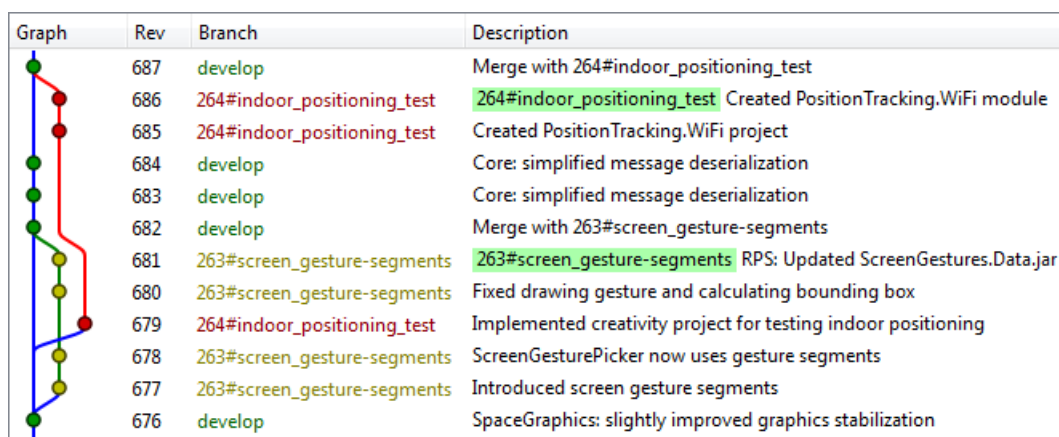 Graph Rev Branch Description
687 develop Merge with 264#indoor_positioning_test
686 264#indoor_positioning_test 264#indoor_positioning_test Created PositionTracking.WiFi module
685 264#indoor_positioning_test Created PositionTracking.WiFi project
684 develop Core: simplified message deserialization
683 develop Core: simplified message deserialization
682 develop Merge with 263#screen_gesture-segments
681 263#screen_gesture-segments 263#screen_gesture-segments RPS: Updated ScreenGestures.Data.jar
680 263#screen_gesture-segments Fixed drawing gesture and calculating bounding box
679 264#indoor_positioning_test Implemented creativity project for testing indoor positioning
678 263#screen_gesture-segments ScreenGesturePicker now uses gesture segments
677 263#screen_gesture-segments Introduced screen gesture segments
676 develop SpaceGraphics: slightly improved graphics stabilization